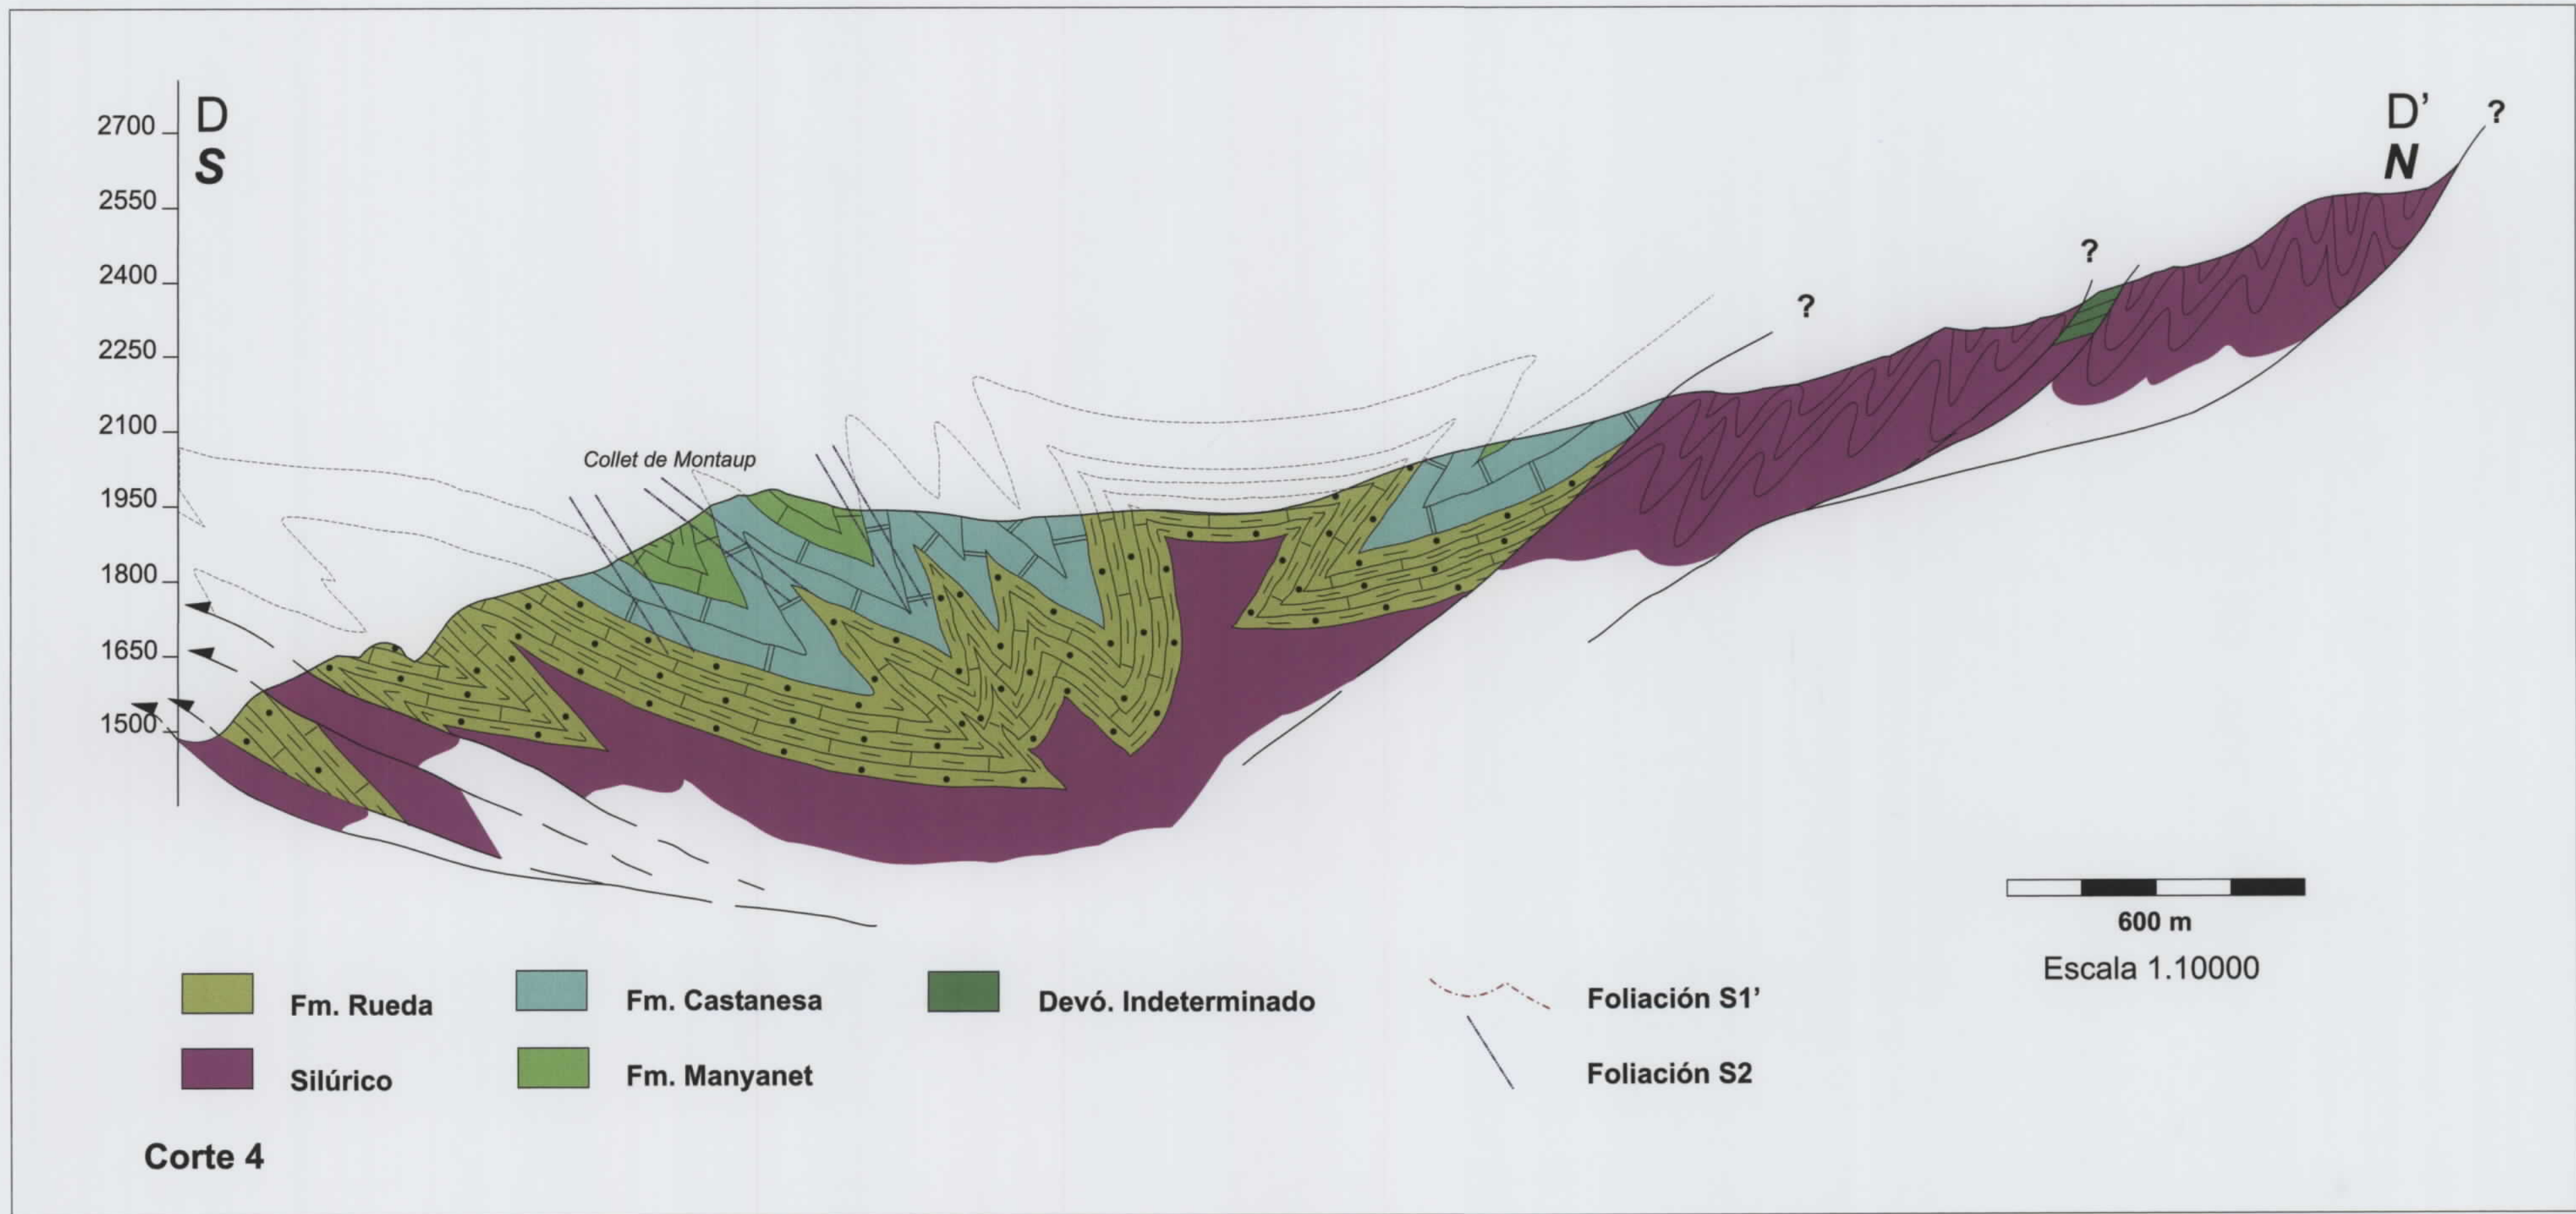 D
S
D’
N
?
?
?
2700
2550
2400
2250
2100
1950
1800
1650
1500
Collet de Montaup
600 m
Escala 1.10000
Fm. Rueda
Fm. Castanesa
Devó. Indeterminado
Foliación S1’
Silúrico
Fm. Manyanet
Foliación S2
Corte 4